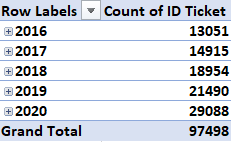 Row Labels Count of ID Ticket
2016 13051
2017 14915
2018 18954
2019 21490
2020 29088
Grand Total 97498